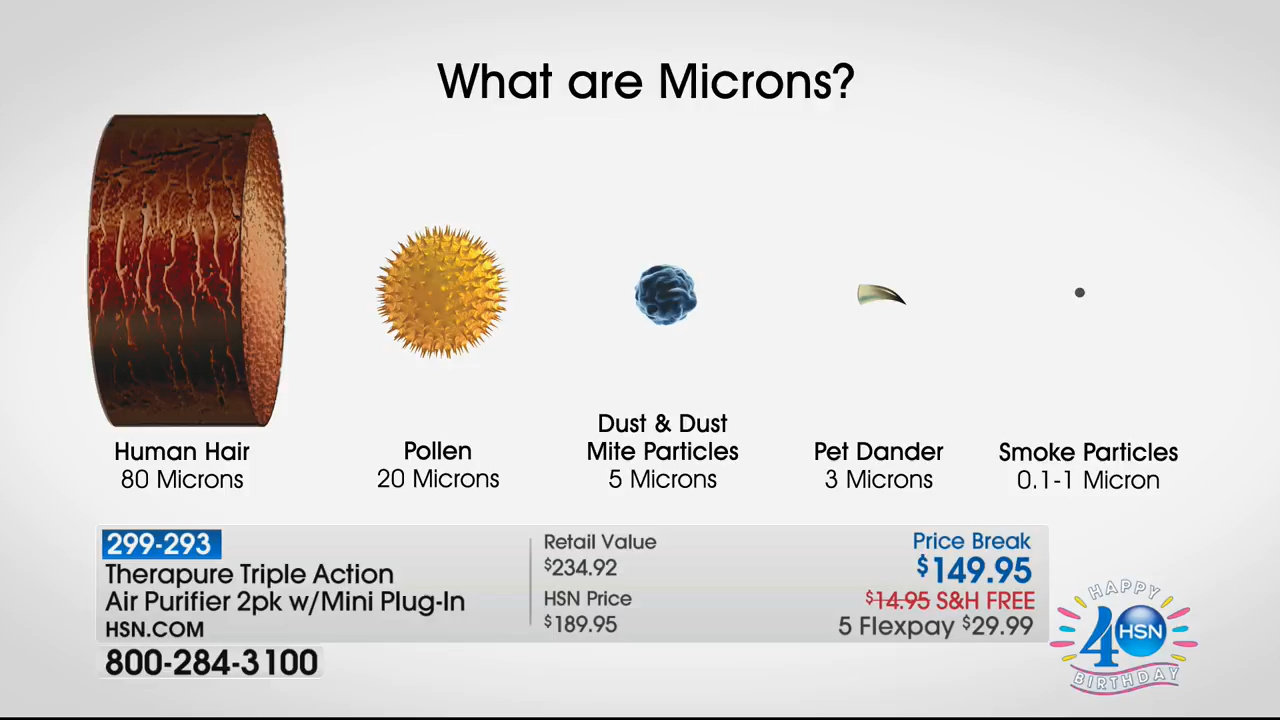 What are Microns?
Human Hair
80 Microns
Pollen
20 Microns
Dust & Dust
Mite Particles
5 Microns
Pet Dander
3 Microns
Smoke Particles
0.1-1 Micron
299-293
Therapure Triple Action
Air Purifier 2pk w/Mini Plug-In
HSN.COM
800-284-3100
Retail Value
$234.92
HSN Price
$189.95
Price Break
$149.95
$14.95 S&H FREE
5 Flexpay $29.99
HAPPY
40 HSN
BIRTHDAY